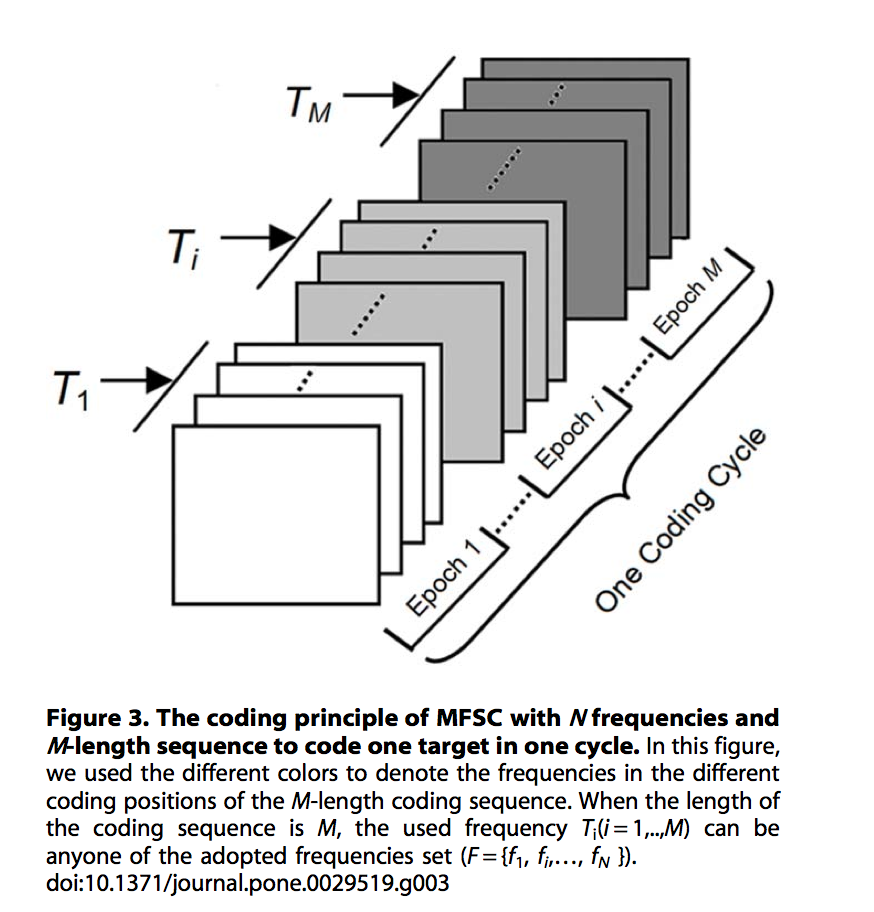 T_M
T_i
T_1
Epoch M
Epoch i
Epoch 1
One Coding Cycle
Figure 3. The coding principle of MFSC with N frequencies and
M-length sequence to code one target in one cycle. In this figure,
we used the different colors to denote the frequencies in the different
coding positions of the M-length coding sequence. When the length of
the coding sequence is M, the used frequency T_i(i = 1,..,M) can be
anyone of the adopted frequencies set (F = {f_1, f_i,..., f_N }).
doi:10.1371/journal.pone.0029519.g003